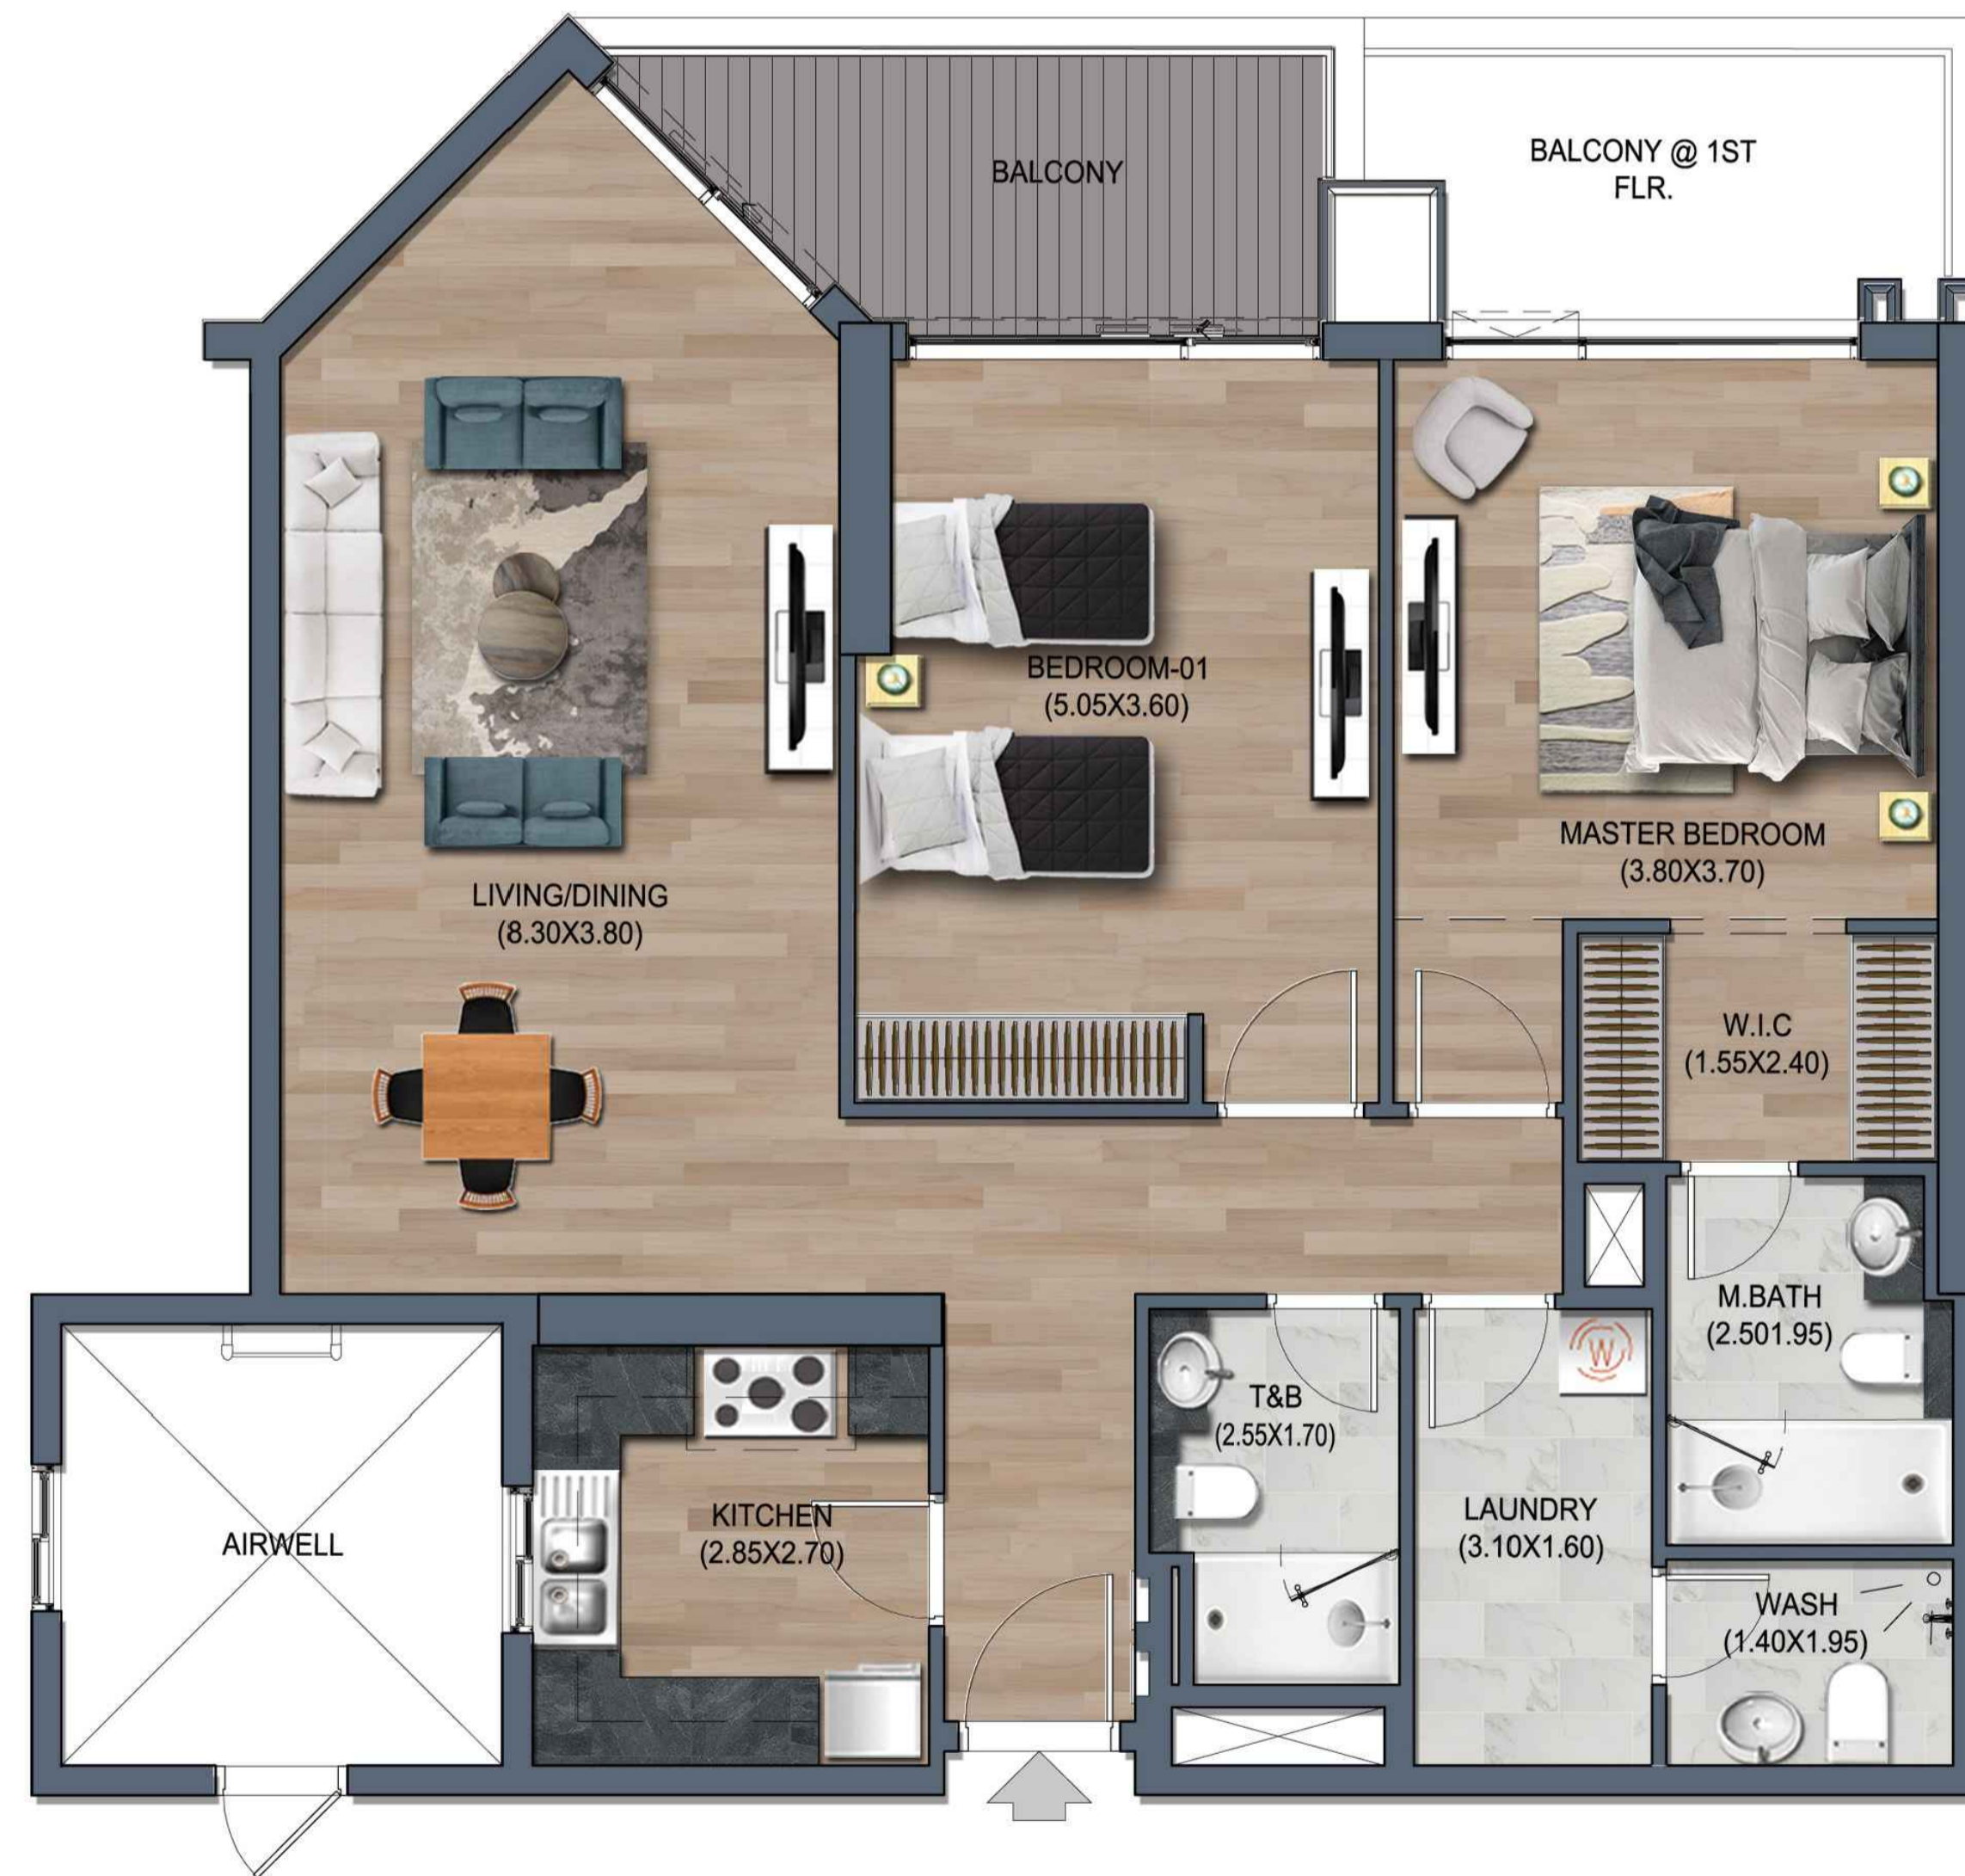 BALCONY
BALCONY @ 1ST
FLR.
BEDROOM-01
(5.05X3.60)
MASTER BEDROOM
(3.80X3.70)
LIVING/DINING
(8.30X3.80)
W.I.C
(1.55X2.40)
M.BATH
(2.501.95)
W
T&B
(2.55X1.70)
LAUNDRY
(3.10X1.60)
KITCHEN
(2.85X2.70)
AIRWELL
WASH
(1.40X1.95)